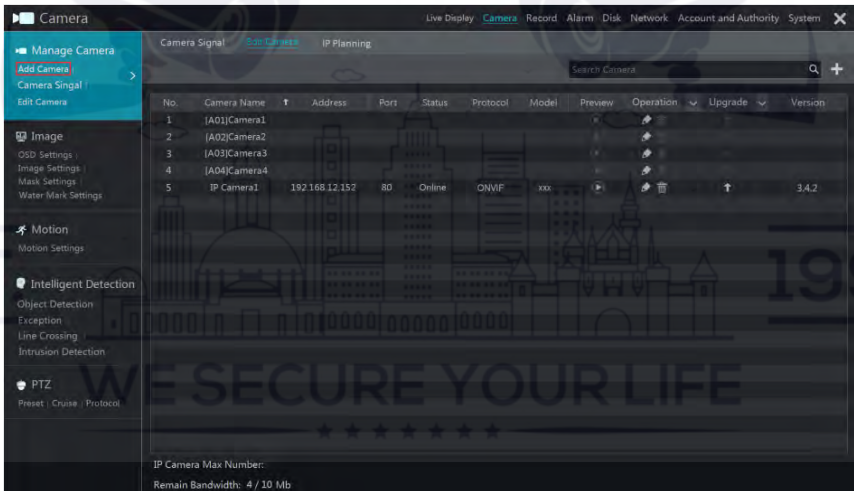 Camera
Live Display Camera Record Alarm Disk Network Account and Authority System
Manage Camera
Add Camera
Camera Singal
Edit Camera
Image
OSD Settings
Image Settings
Mask Settings
Water Mark Settings
Motion
Motion Settings
Intelligent Detection
Object Detection
Exception
Line Crossing
Intrusion Detection
PTZ
Preset Cruise Protocol
Camera Signal Edit Camera IP Planning
Search Camera
No. Camera Name Address Port Status Protocol Model Preview Operation Upgrade Version
1 [A01]Camera1
2 [A02]Camera2
3 [A03]Camera3
4 [A04]Camera4
5 IP Camera1 192.168.12.152 80 Online ONVIF xxx 3.4.2
199
WE SECURE YOUR LIFE
IP Camera Max Number:
Remain Bandwidth: 4 / 10 Mb